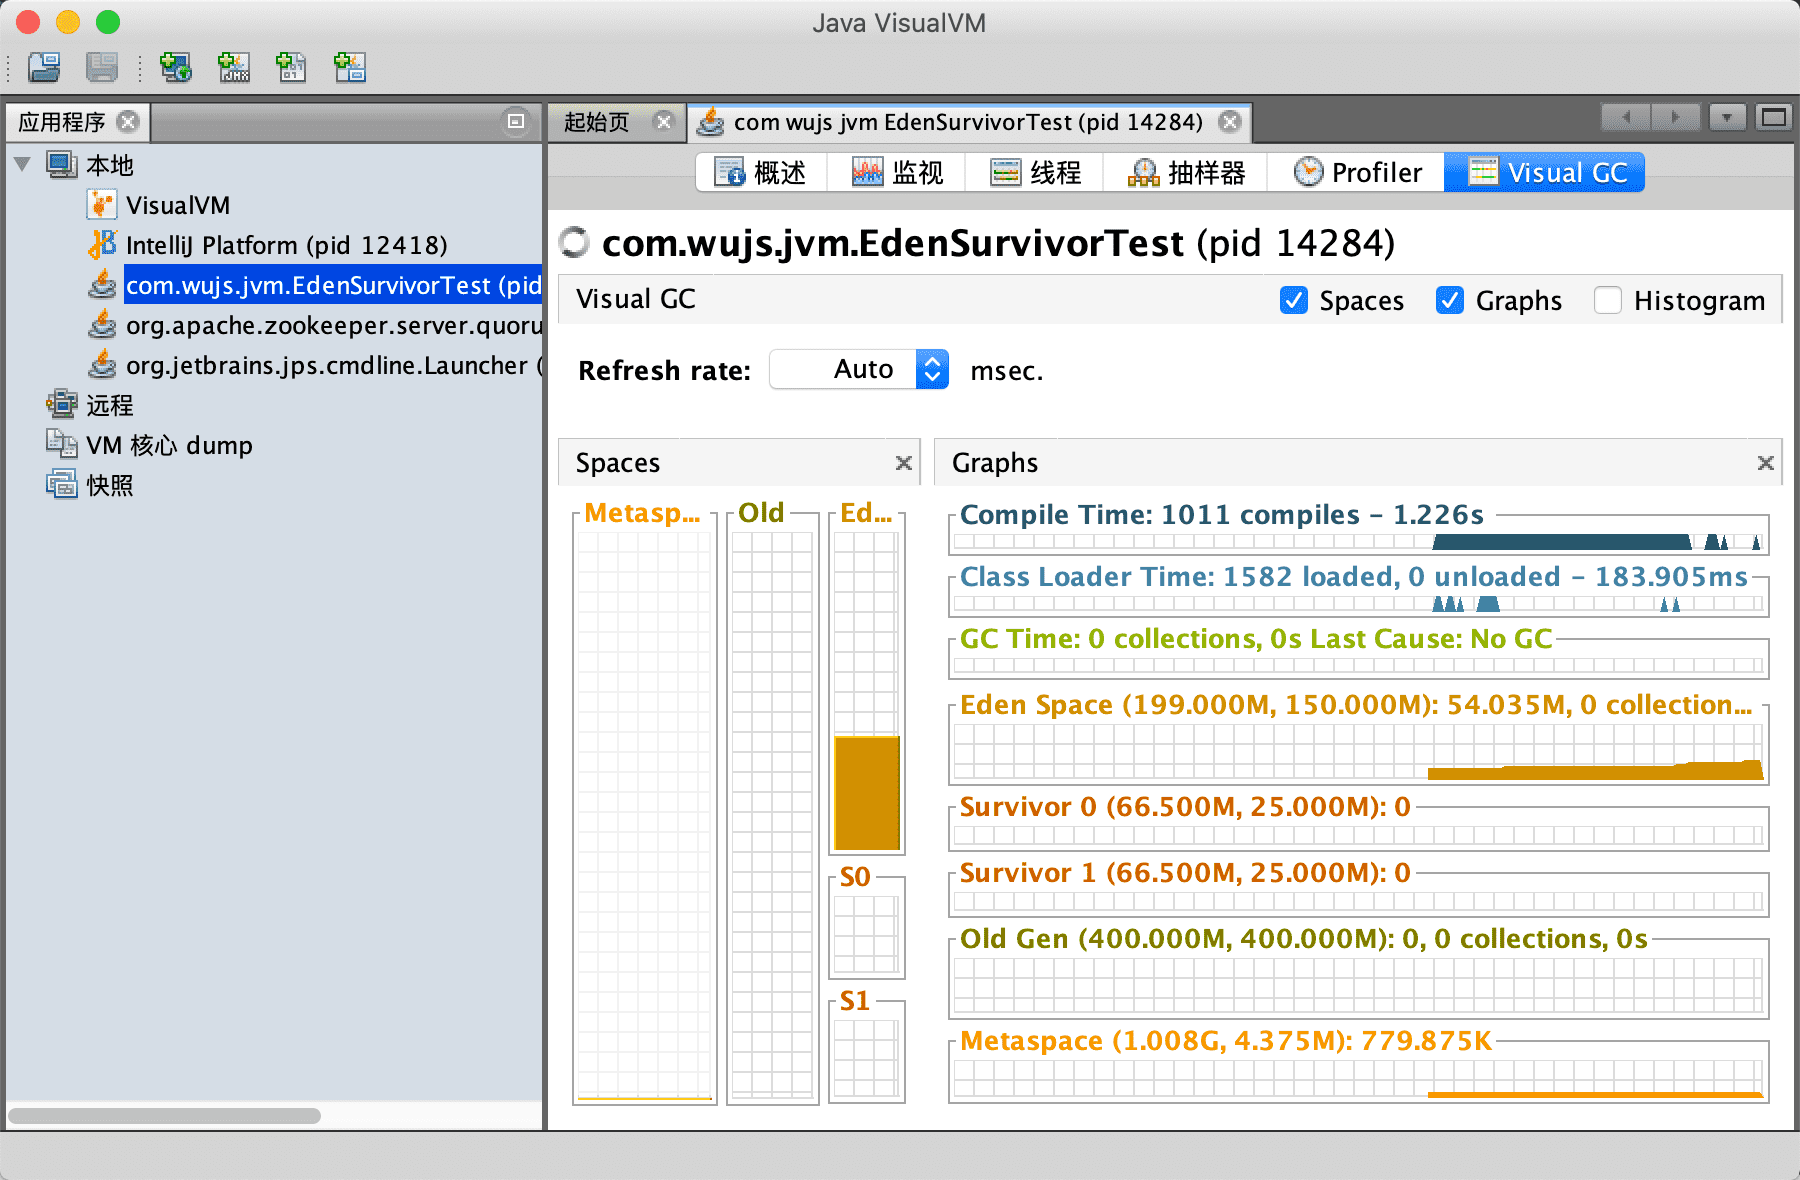 Java VisualVM
JMX
应用程序
起始页
com wujs jvm EdenSurvivorTest (pid 14284)
本地
VisualVM
IntelliJ Platform (pid 12418)
com.wujs.jvm.EdenSurvivorTest (pid
org.apache.zookeeper.server.quoru
org.jetbrains.jps.cmdline.Launcher (
远程
VM 核心 dump
快照
概述
监视
线程
抽样器
Profiler
Visual GC
com.wujs.jvm.EdenSurvivorTest (pid 14284)
Visual GC
Spaces
Graphs
Histogram
Refresh rate:
Auto
msec.
Spaces
Metasp...
Old
Ed...
S0
S1
Graphs
Compile Time: 1011 compiles - 1.226s
Class Loader Time: 1582 loaded, 0 unloaded - 183.905ms
GC Time: 0 collections, 0s Last Cause: No GC
Eden Space (199.000M, 150.000M): 54.035M, 0 collection...
Survivor 0 (66.500M, 25.000M): 0
Survivor 1 (66.500M, 25.000M): 0
Old Gen (400.000M, 400.000M): 0, 0 collections, 0s
Metaspace (1.008G, 4.375M): 779.875K